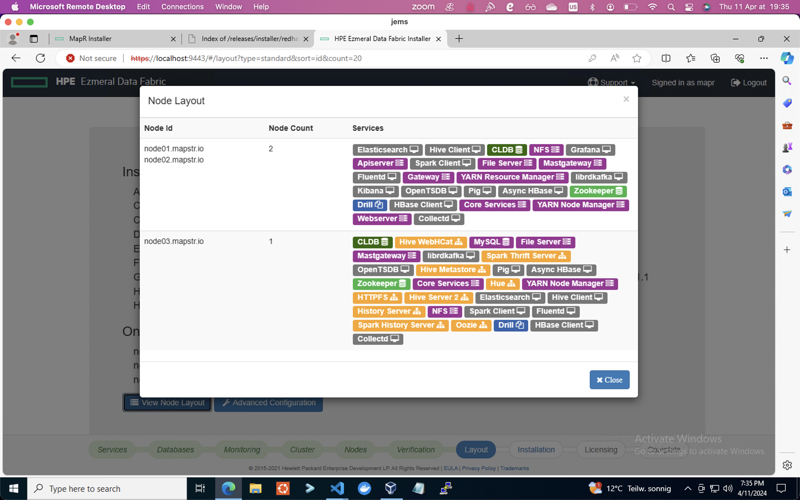 Microsoft Remote Desktop Edit Connections Window Help zoom US Thu 11 Apr at 19:35
jems
MapR Installer Index of /releases/installer/redha HPE Ezmeral Data Fabric Installer
Not secure https://localhost:9443/#/layout?type=standard&sort=id&count=20
HPE Ezmeral Data Fabric Support Signed in as mapr Logout
Node Layout
Node Id Node Count Services
node01.mapstr.io 2 Elasticsearch Hive Client CLDB NFS Grafana
node02.mapstr.io Apiserver Spark Client File Server Mastgateway
Fluentd Gateway YARN Resource Manager librdkafka
Kibana OpenTSDB Pig Async HBase Zookeeper
Drill HBase Client Core Services YARN Node Manager
Webserver Collectd
node03.mapstr.io 1 CLDB Hive WebHCat MySQL File Server
Mastgateway librdkafka Spark Thrift Server
OpenTSDB Hive Metastore Pig Async HBase
Zookeeper Core Services Hue YARN Node Manager
HTTPFS Hive Server 2 Elasticsearch Hive Client
History Server NFS Spark Client Fluentd
Spark History Server Oozie Drill HBase Client
Collectd
Close
View Node Layout Advanced Configuration
Services Databases Monitoring Cluster Nodes Verification Layout Installation Licensing Complete
Activate Windows
Go to Settings to activate Windows.
© 2015-2021 Hewlett Packard Enterprise Development LP All Rights Reserved | EULA | Privacy Policy | Trademarks
Type here to search 12°C Teilw. sonnig 7:35 PM
4/11/2024